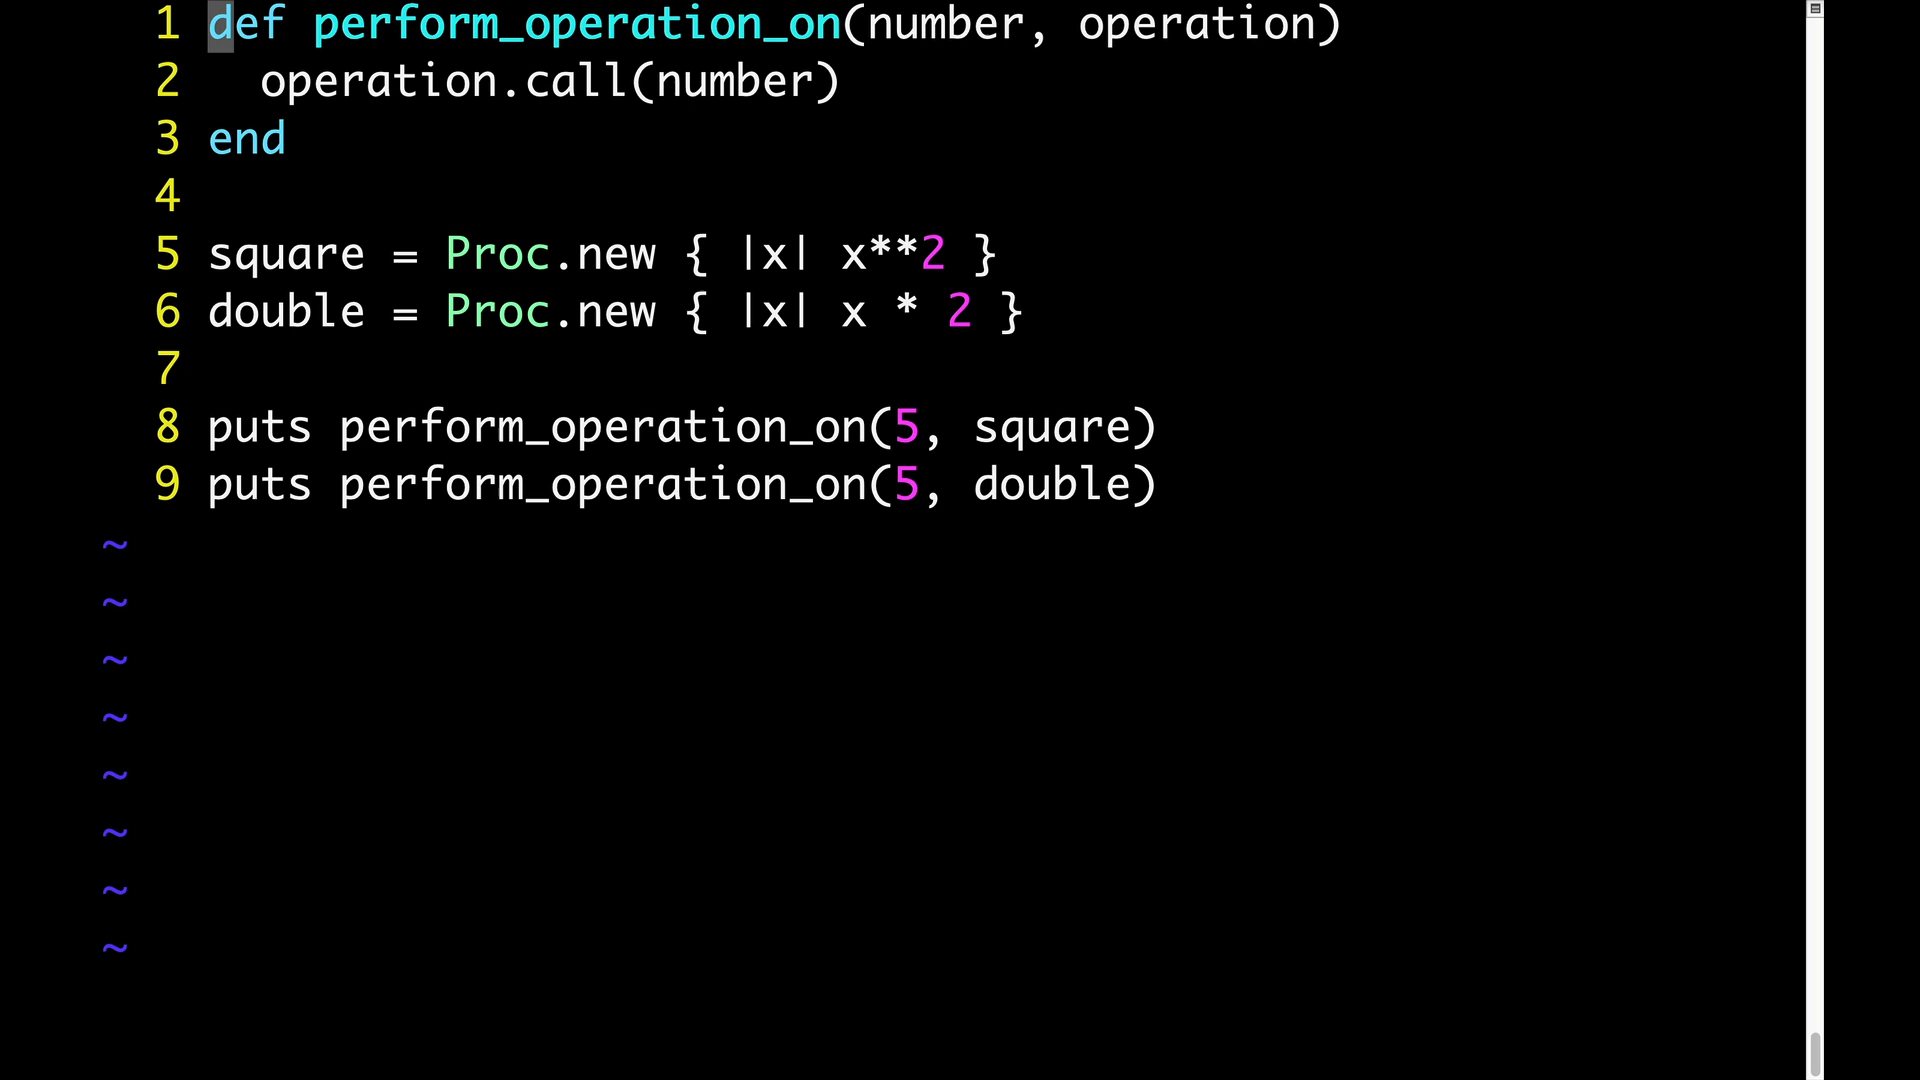 1 def perform_operation_on(number, operation)
2   operation.call(number)
3 end
4
5 square = Proc.new { |x| x**2 }
6 double = Proc.new { |x| x * 2 }
7
8 puts perform_operation_on(5, square)
9 puts perform_operation_on(5, double)
~
~
~
~
~
~
~
~